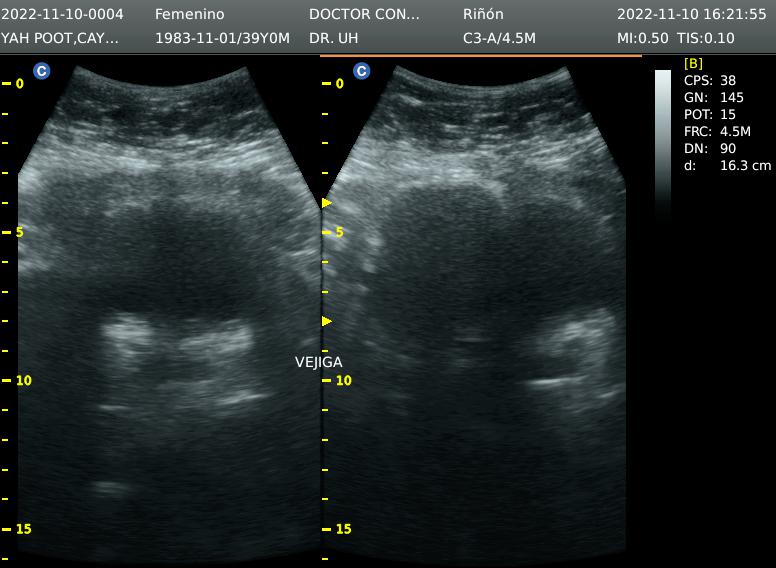 2022-11-10-0004 Femenino DOCTOR CON... Riñón 2022-11-10 16:21:55
YAH POOT,CAY... 1983-11-01/39Y0M DR. UH C3-A/4.5M MI:0.50 TIS:0.10
C
C
[B]
CPS: 38
GN: 145
POT: 15
FRC: 4.5M
DN: 90
d: 16.3 cm
0
5
10
15
0
5
10
15
VEJIGA